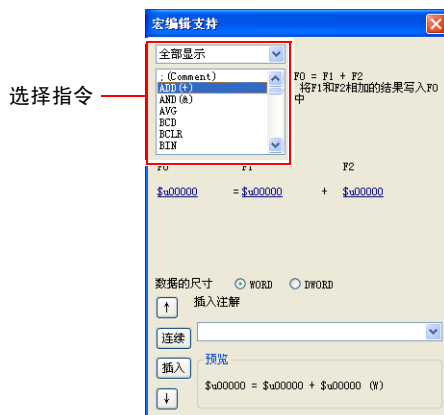 宏编辑支持
全部显示
选择指令
; (Comment)
ADD(+)
AND(&)
AVG
BCD
BCLR
BIN
F0 = F1 + F2
将F1和F2相加的结果写入F0
中
F0 F1 F2
$u00000 = $u00000 + $u00000
数据的尺寸 WORD DWORD
↑ 插入注解
连续
插入 预览
$u00000 = $u00000 + $u00000 (W)
↓